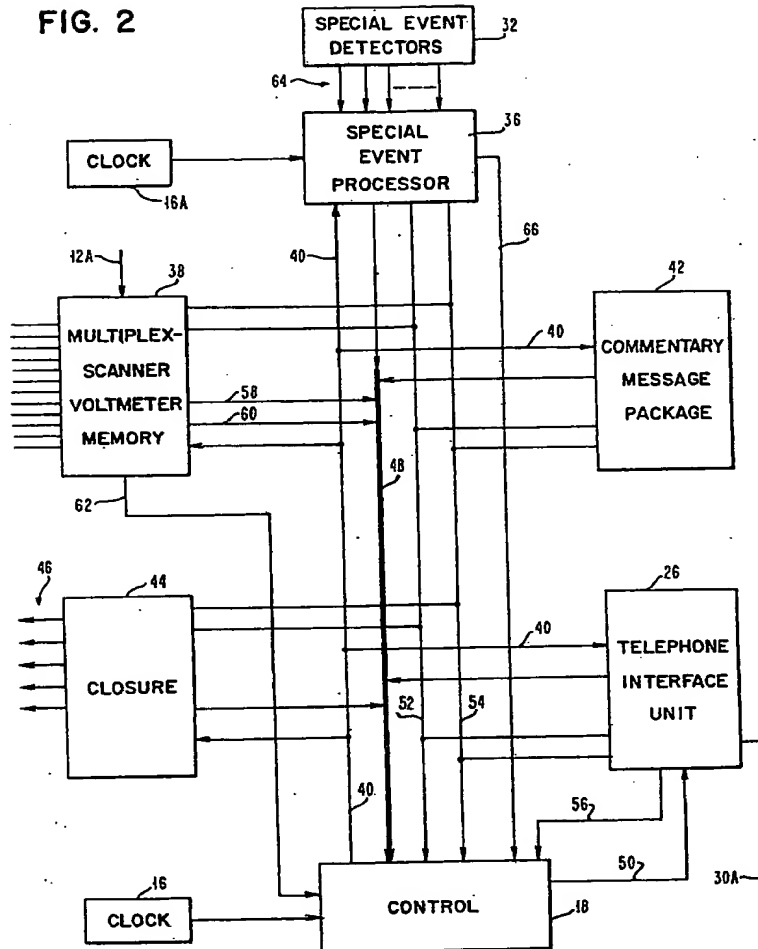 FIG. 2
SPECIAL EVENT
DETECTORS
32
64
SPECIAL
EVENT
PROCESSOR
36
CLOCK
16A
66
12A
40
38
MULTIPLEX-
SCANNER
VOLTMETER
MEMORY
58
60
62
42
40
COMMENTARY
MESSAGE
PACKAGE
48
46
44
CLOSURE
26
40
TELEPHONE
INTERFACE
UNIT
52
54
40
56
50
30A
16
CLOCK
CONTROL
18